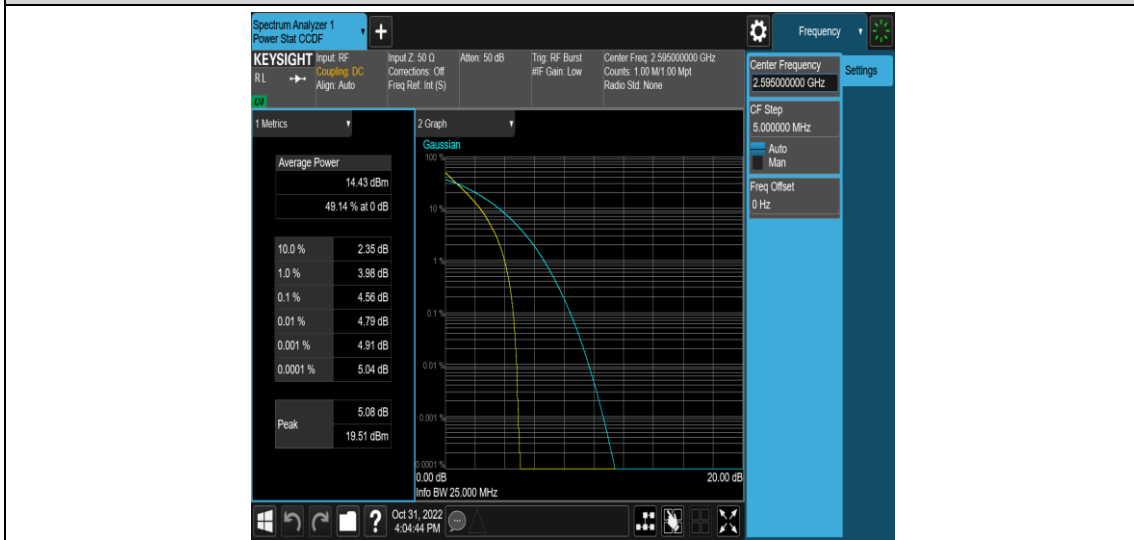 Spectrum Analyzer 1
Power Stat CCDF
+
Frequency
KEYSIGHT
RL
LXI
Input: RF
Coupling: DC
Align: Auto
Input Z: 50 Ω
Corrections: Off
Freq Ref: Int (S)
Atten: 50 dB
Trig: RF Burst
#IF Gain: Low
Center Freq: 2.595000000 GHz
Counts: 1.00 M/1.00 Mpt
Radio Std: None
Center Frequency
2.595000000 GHz
Settings
CF Step
5.000000 MHz
Auto
Man
Freq Offset
0 Hz
1 Metrics
Average Power
14.43 dBm
49.14 % at 0 dB
10.0 % 2.35 dB
1.0 % 3.98 dB
0.1 % 4.56 dB
0.01 % 4.79 dB
0.001 % 4.91 dB
0.0001 % 5.04 dB
Peak
5.08 dB
19.51 dBm
2 Graph
Gaussian
100 %
10 %
1 %
0.1 %
0.01 %
0.001 %
0.0001 %
0.00 dB
20.00 dB
Info BW 25.000 MHz
?
Oct 31, 2022
4:04:44 PM